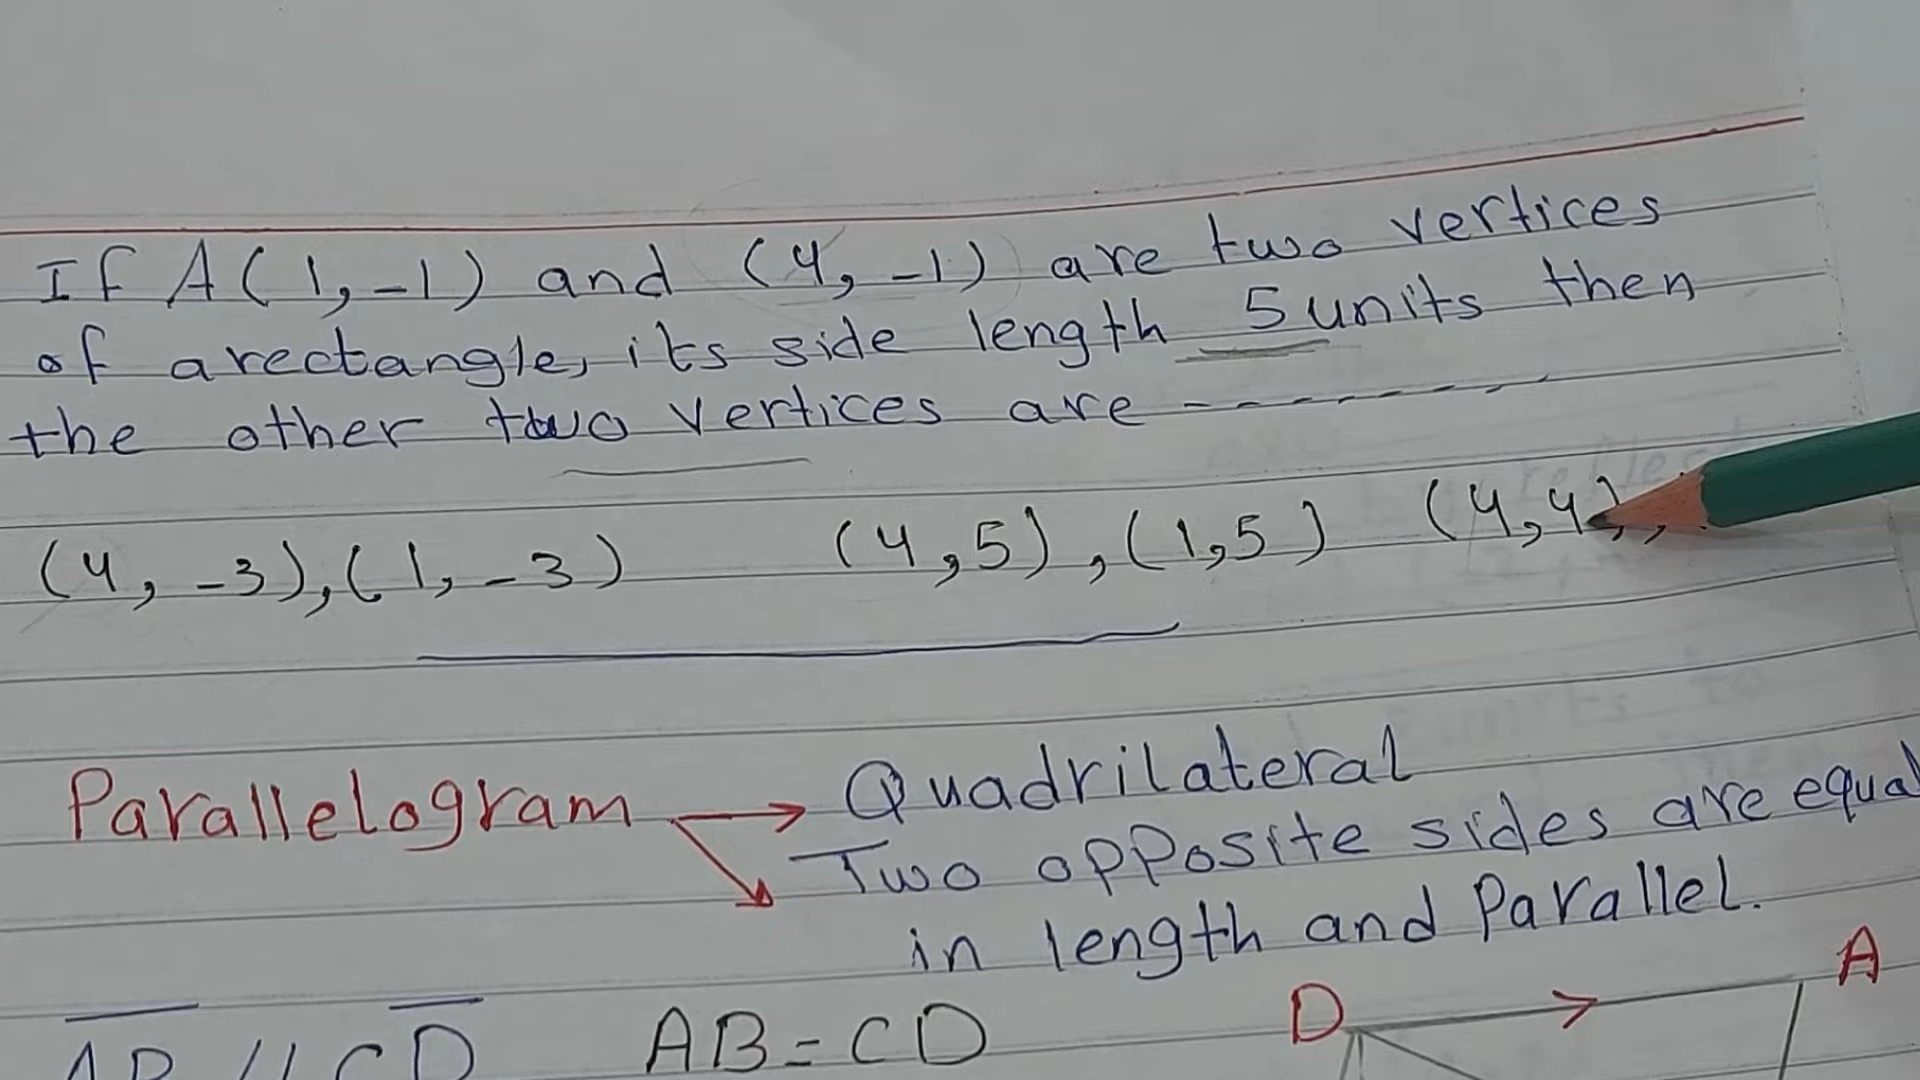 If A(1,-1) and (4,-1) are two vertices
of a rectangle, its side length 5 units then
the other two vertices are -------
(4,-3),(1,-3) (4,5),(1,5) (4,4),
Parallelogram → Quadrilateral
Two opposite sides are equal
in length and Parallel.
A
D
AB // CD AB = CD